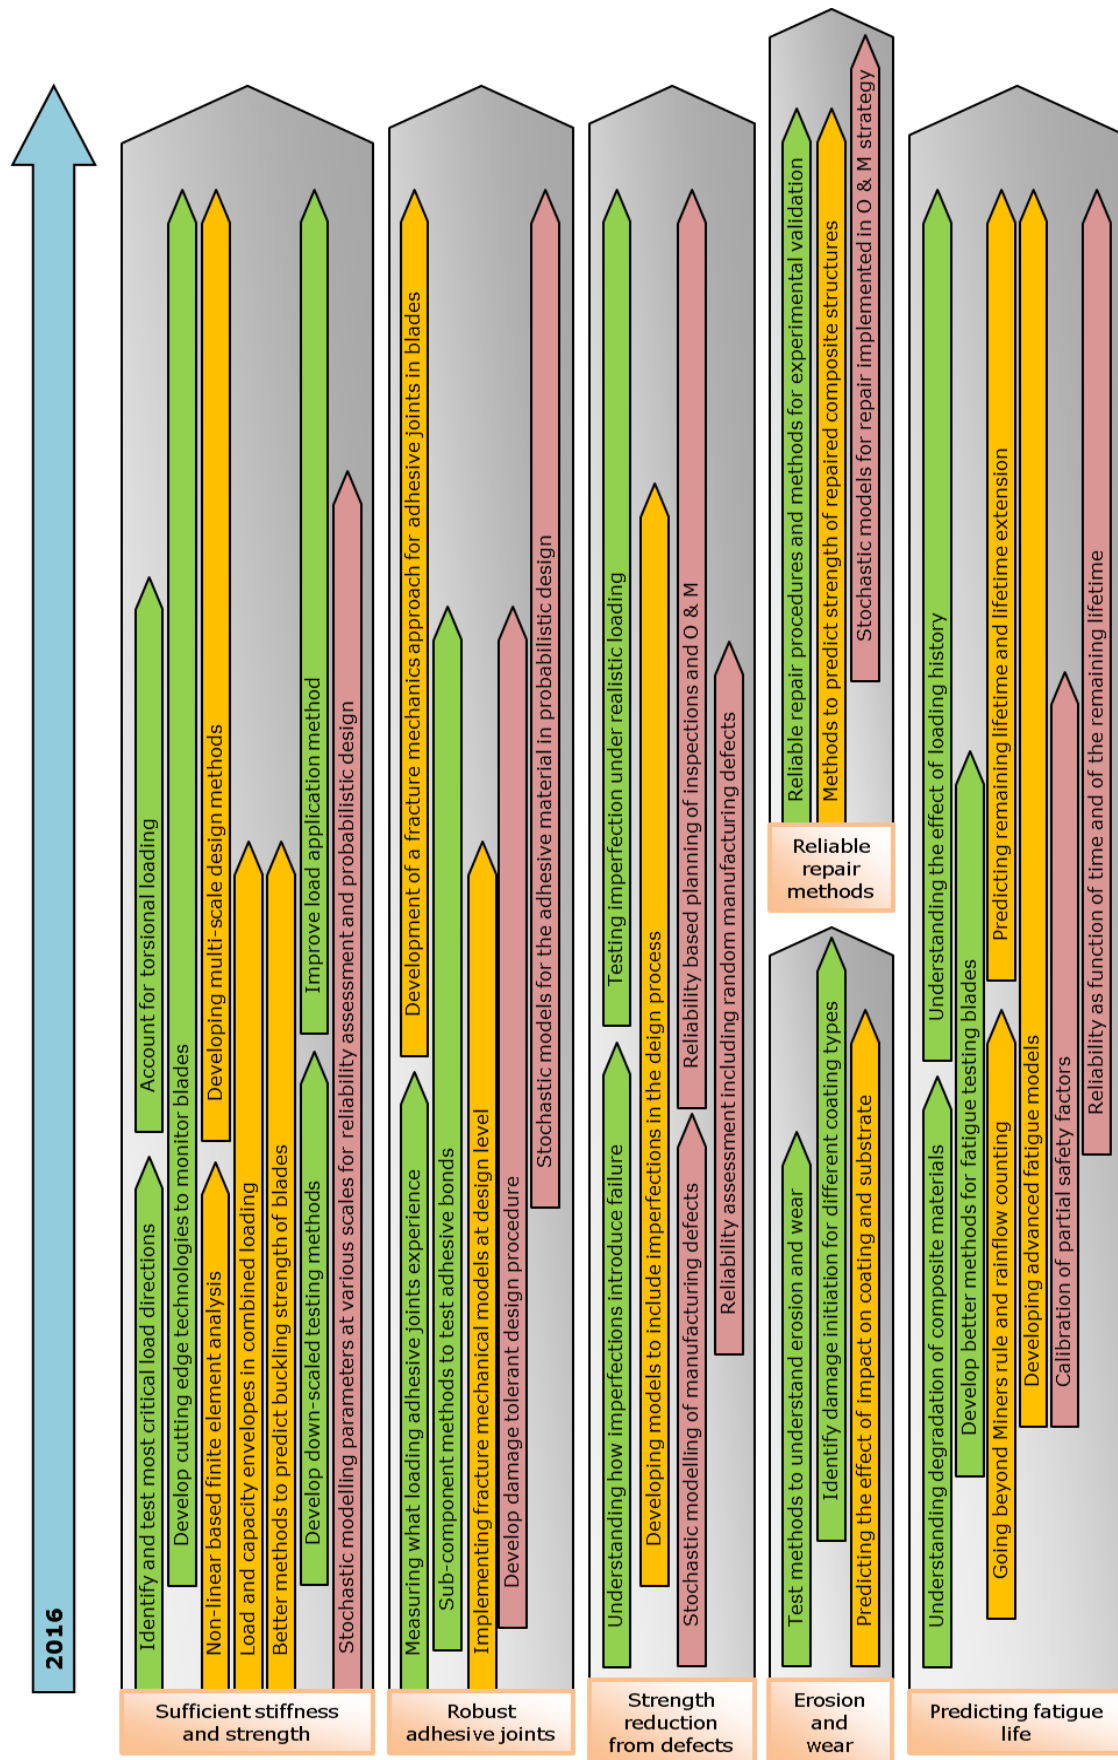 2016
Identify and test most critical load directions
Account for torsional loading
Develop cutting edge technologies to monitor blades
Non-linear based finite element analysis
Developing multi-scale design methods
Load and capacity envelopes in combined loading
Better methods to predict buckling strength of blades
Develop down-scaled testing methods
Improve load application method
Stochastic modelling parameters at various scales for reliability assessment and probabilistic design
Sufficient stiffness
and strength
Measuring what loading adhesive joints experience
Development of a fracture mechanics approach for adhesive joints in blades
Sub-component methods to test adhesive bonds
Implementing fracture mechanical models at design level
Develop damage tolerant design procedure
Stochastic models for the adhesive material in probabilistic design
Robust
adhesive joints
Understanding how imperfections introduce failure
Testing imperfection under realistic loading
Developing models to include imperfections in the deign process
Stochastic modelling of manufacturing defects
Reliability based planning of inspections and O & M
Reliability assessment including random manufacturing defects
Strength
reduction
from defects
Reliable repair procedures and methods for experimental validation
Methods to predict strength of repaired composite structures
Stochastic models for repair implemented in O & M strategy
Reliable
repair
methods
Test methods to understand erosion and wear
Identify damage initiation for different coating types
Predicting the effect of impact on coating and substrate
Erosion
and
wear
Understanding degradation of composite materials
Understanding the effect of loading history
Develop better methods for fatigue testing blades
Going beyond Miners rule and rainflow counting
Predicting remaining lifetime and lifetime extension
Developing advanced fatigue models
Calibration of partial safety factors
Reliability as function of time and of the remaining lifetime
Predicting fatigue
life